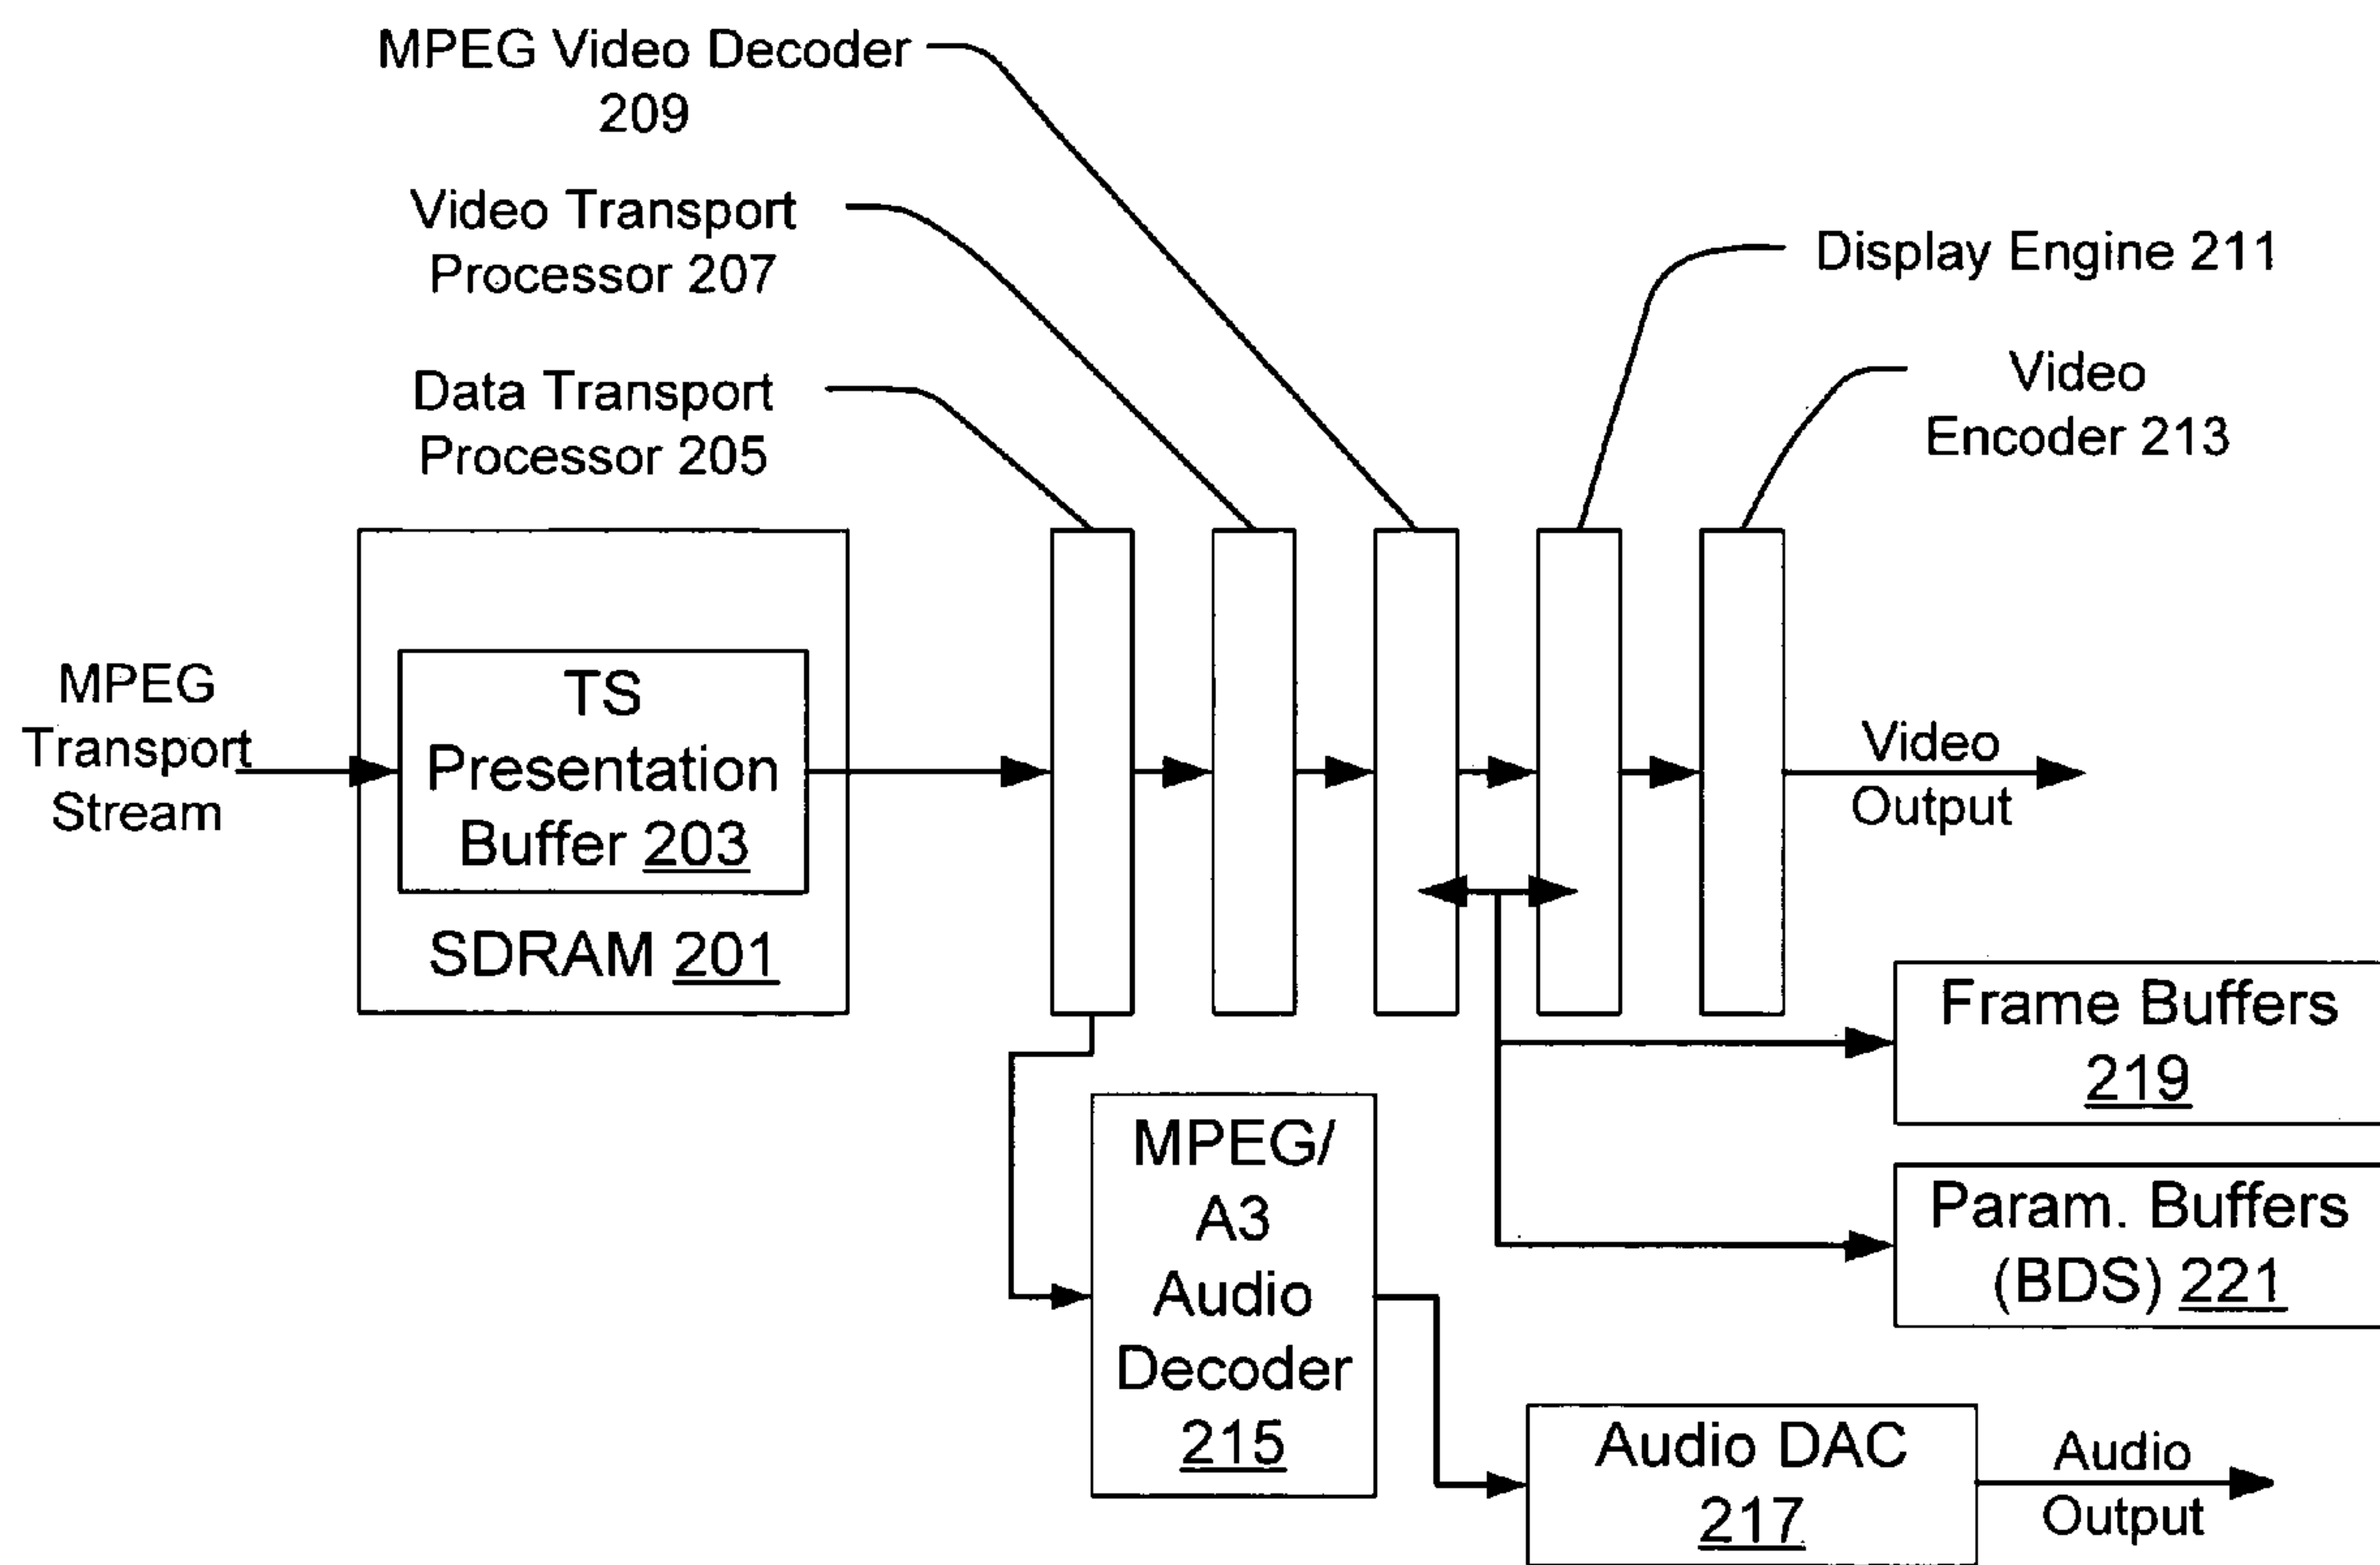 MPEG Video Decoder
209
Video Transport
Processor 207
Data Transport
Processor 205
Display Engine 211
Video
Encoder 213
MPEG
Transport
Stream
TS
Presentation
Buffer 203
SDRAM 201
Video
Output
Frame Buffers
219
Param. Buffers
(BDS) 221
MPEG/
A3
Audio
Decoder
215
Audio DAC
217
Audio
Output